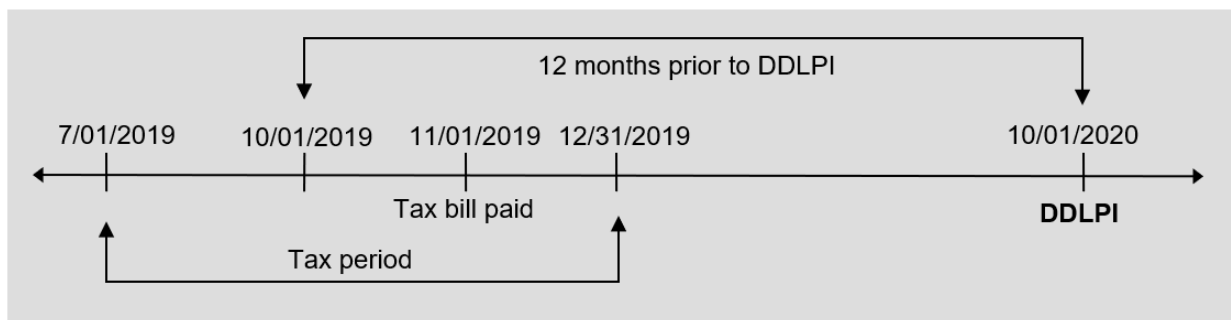 12 months prior to DDLPI
7/01/2019 10/01/2019 11/01/2019 12/31/2019 10/01/2020
Tax bill paid DDLPI
Tax period